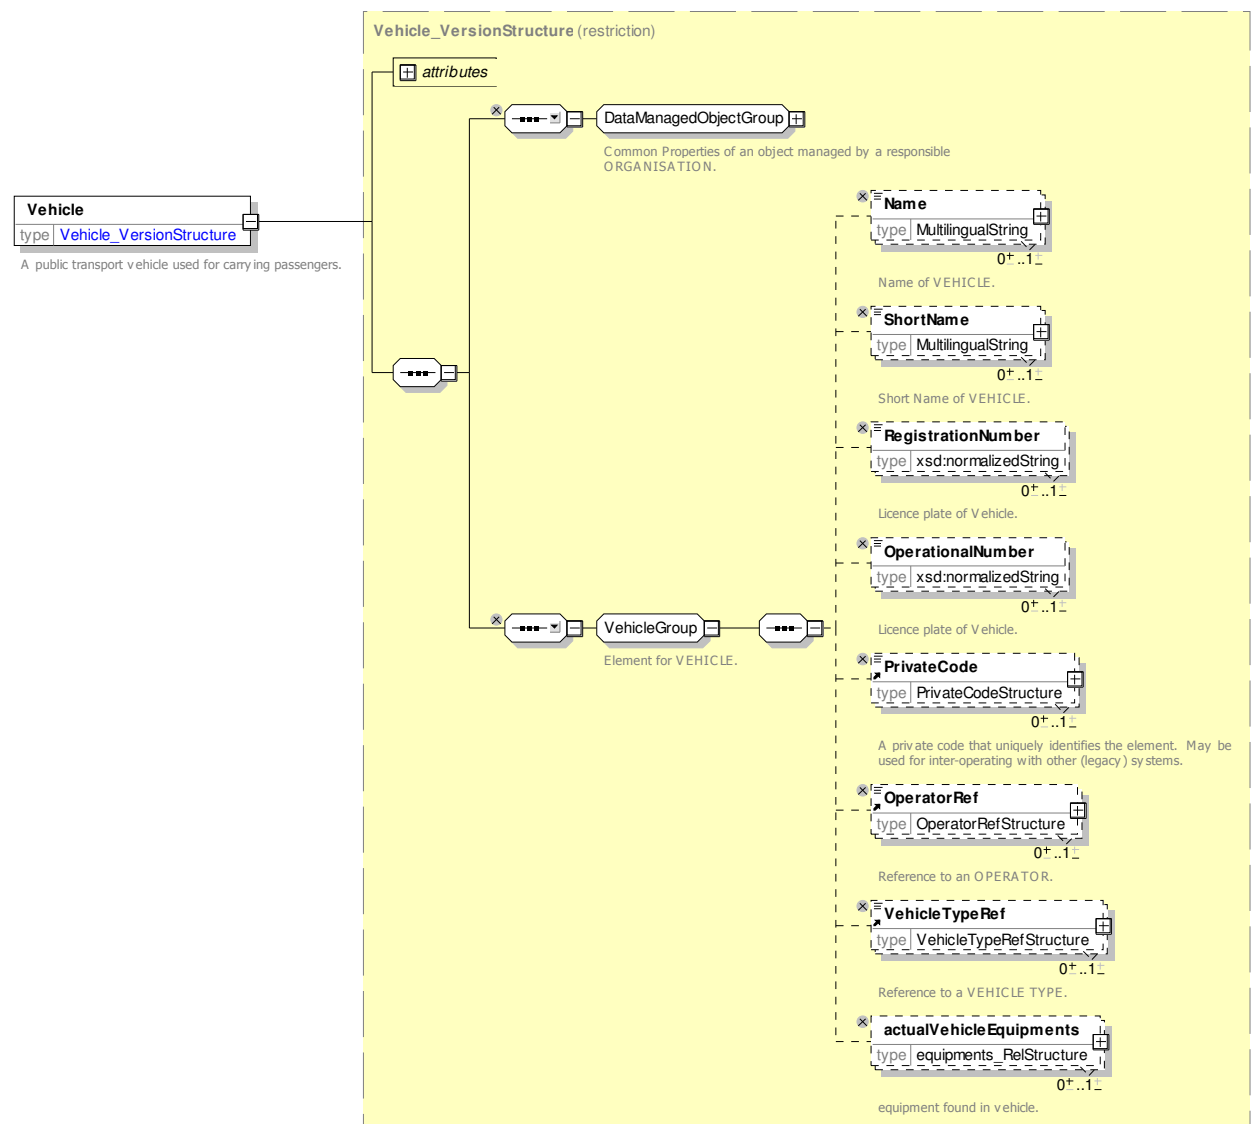 Vehicle_VersionStructure (restriction)
attributes
DataManagedObjectGroup
Common Properties of an object managed by a responsible
ORGANISATION.
Vehicle
type Vehicle_VersionStructure
A public transport vehicle used for carrying passengers.
Name
type MultilingualString
0..1
Name of VEHICLE.
ShortName
type MultilingualString
0..1
Short Name of VEHICLE.
RegistrationNumber
type xsd:normalizedString
0..1
Licence plate of Vehicle.
OperationalNumber
type xsd:normalizedString
0..1
Licence plate of Vehicle.
VehicleGroup
Element for VEHICLE.
PrivateCode
type PrivateCodeStructure
0..1
A private code that uniquely identifies the element. May be
used for inter-operating with other (legacy) systems.
OperatorRef
type OperatorRefStructure
0..1
Reference to an OPERATOR.
VehicleTypeRef
type VehicleTypeRefStructure
0..1
Reference to a VEHICLE TYPE.
actualVehicleEquipments
type equipments_RelStructure
0..1
equipment found in vehicle.